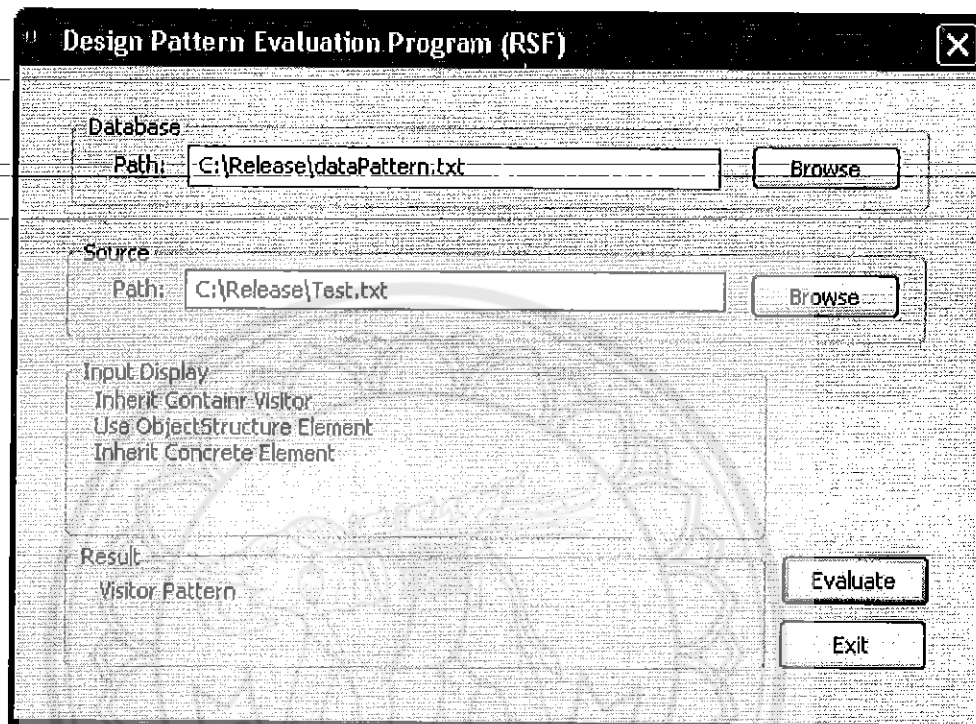 Design Pattern Evaluation Program (RSF)
Database
Path: C:\Release\dataPattern.txt Browse
Source
Path: C:\Release\Test.txt Browse
Input Display
Inherit Containr Visitor
Use ObjectStructure Element
Inherit Concrete Element
Result
Visitor Pattern
Evaluate
Exit